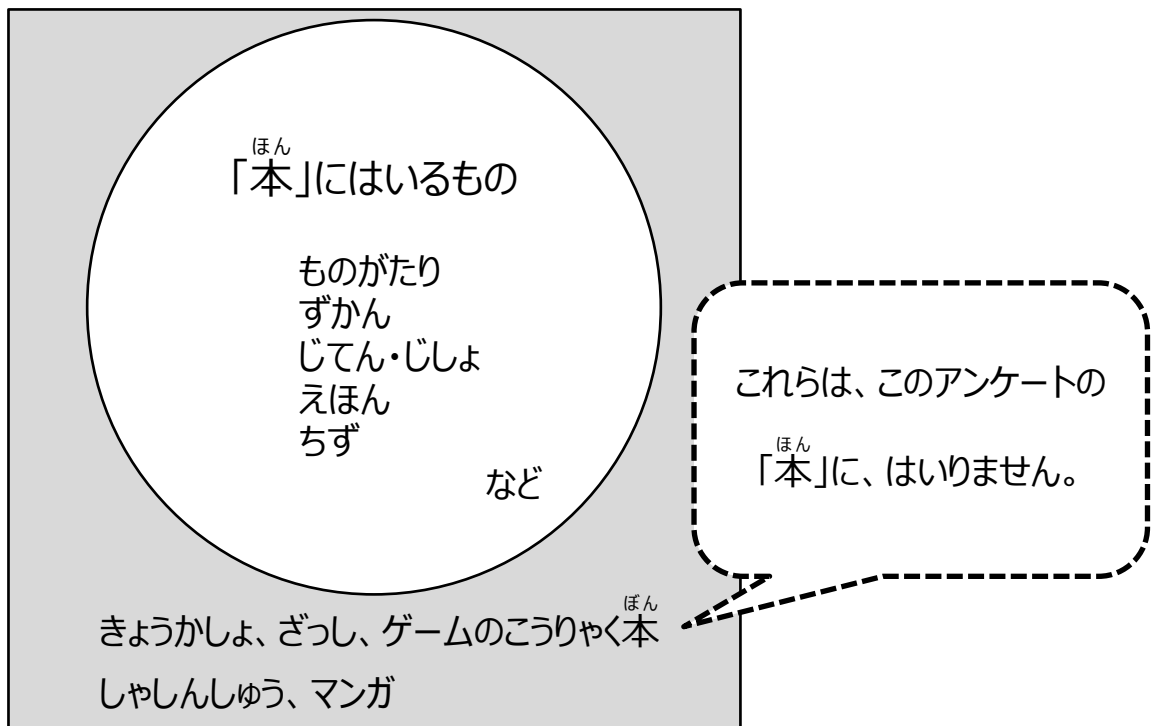 「本」にはいるもの
ものがたり
ずかん
じてん・じしょ
えほん
ちず
など
きょうかしょ、ざっし、ゲームのこうりゃく本
しゃしんしゅう、マンガ
これらは、このアンケートの
「本」に、はいりません。
ほん
ぼん
ほん